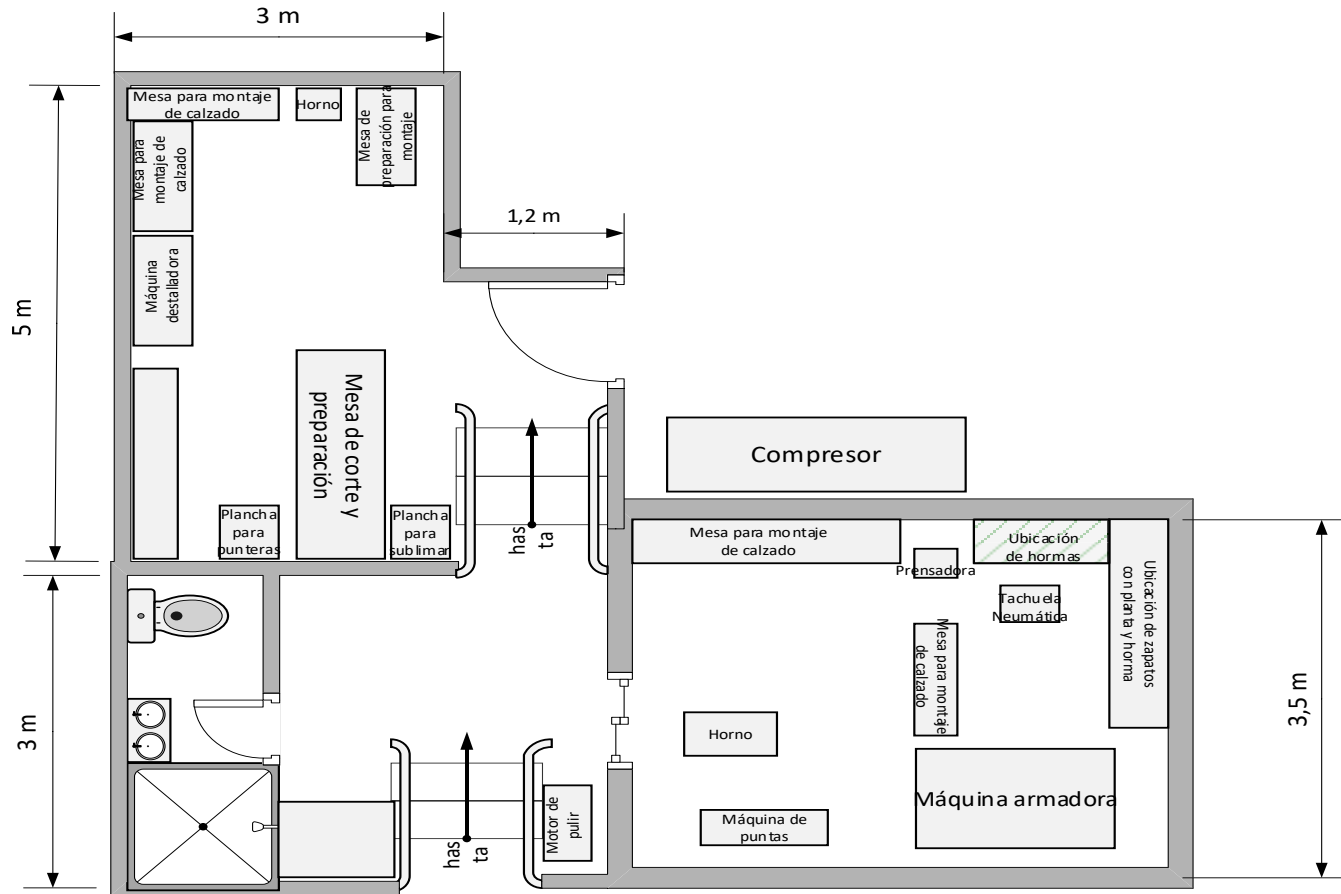 3 m
Mesa para montaje
de calzado
Horno
Mesa de
preparación para
montaje
Mesa para
montaje de
calzado
1,2 m
Máquina
destalladora
5 m
Mesa de corte y
preparación
Compresor
Plancha
para
punteras
Plancha
para
sublimar
has
ta
Mesa para montaje
de calzado
Ubicación
de hormas
Prensadora
Ubicación de zapatos
con planta y horma
Tachuela
Neumática
Mesa para montaje
de calzado
3 m
3,5 m
Horno
Máquina armadora
Máquina de
puntas
Motor de
pulir
has
ta